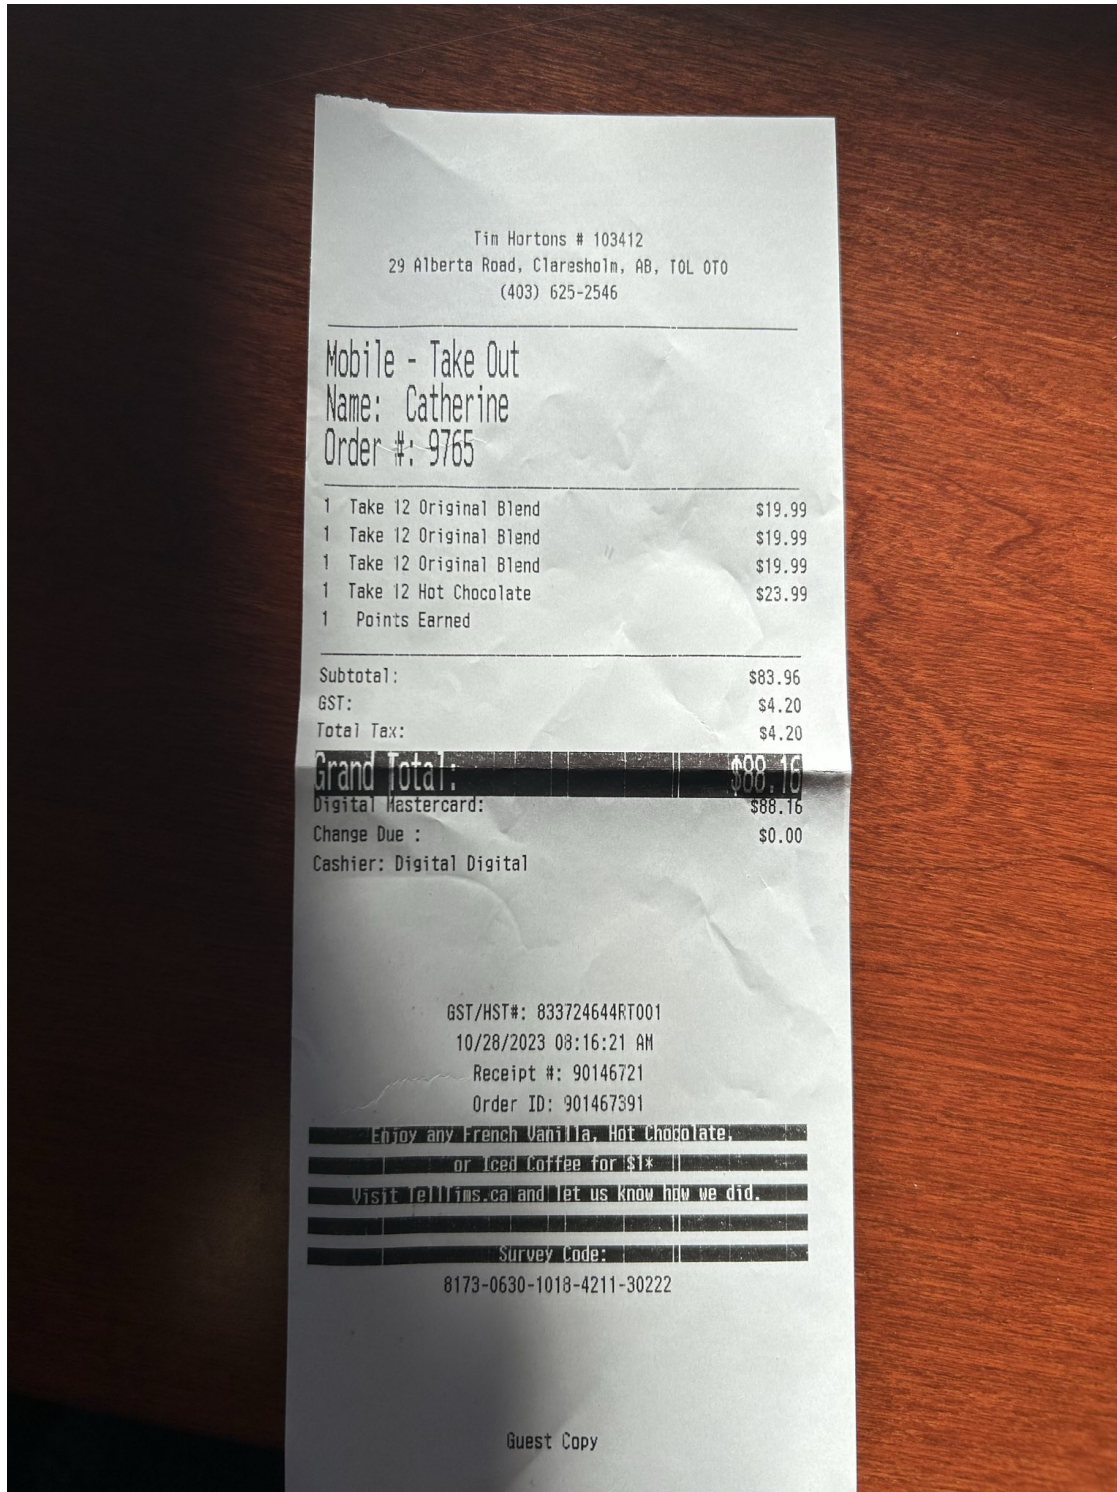 Tim Hortons # 103412
29 Alberta Road, Claresholm, AB, T0L 0T0
(403) 625-2546
Mobile - Take Out
Name: Catherine
Order #: 9765
1 Take 12 Original Blend $19.99
1 Take 12 Original Blend $19.99
1 Take 12 Original Blend $19.99
1 Take 12 Hot Chocolate $23.99
1 Points Earned
Subtotal: $83.96
GST: $4.20
Total Tax: $4.20
Grand Total: $88.16
Digital Mastercard: $88.16
Change Due : $0.00
Cashier: Digital Digital
GST/HST#: 833724644RT001
10/28/2023 08:16:21 AM
Receipt #: 90146721
Order ID: 901467391
Enjoy any French Vanilla, Hot Chocolate,
or Iced Coffee for $1*
Visit TellTims.ca and let us know how we did.
Survey Code:
8173-0630-1018-4211-30222
Guest Copy